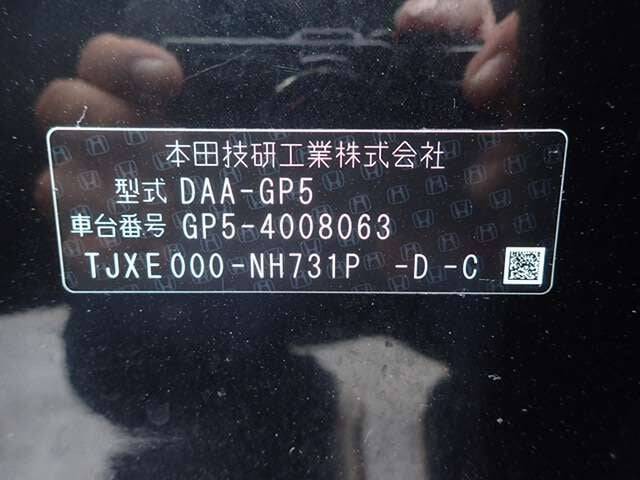 本田技研工業株式会社
型式 DAA-GP5
車台番号 GP5-4008063
TJXE000-NH731P -D-C